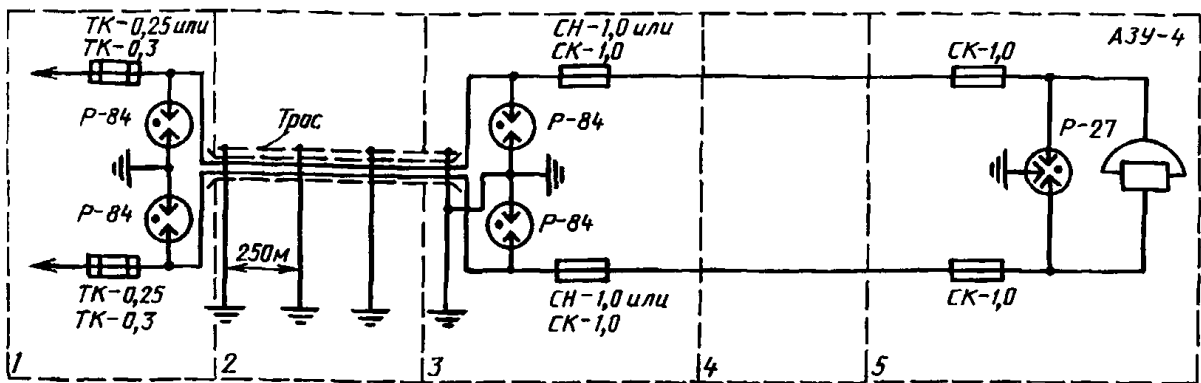 ТК-0,25 или
ТК-0,3
Р-84
Р-84
ТК-0,25
ТК-0,3
1
Трос
250м
2
СН-1,0 или
СК-1,0
Р-84
Р-84
СН-1,0 или
СК-1,0
3
4
АЗУ-4
СК-1,0
Р-27
СК-1,0
5